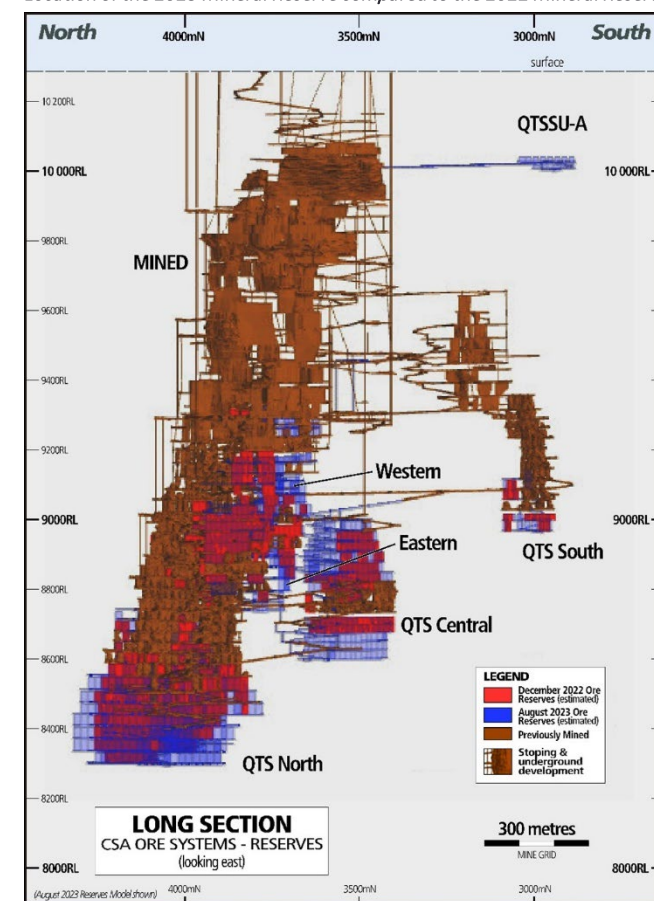 North 4000mN 3500mN 3000mN South
surface
10 200RL
QTSSU-A
10 000RL 10 000RL
9800RL
MINED
9600RL
9400RL
9200RL
Western
9000RL 9000RL
Eastern
QTS South
8800RL
QTS Central
8600RL
LEGEND
December 2022 Ore
Reserves (estimated)
August 2023 Ore
Reserves (estimated)
Previously Mined
Stoping &
underground
development
8400RL
QTS North
8200RL
LONG SECTION
CSA ORE SYSTEMS - RESERVES
(looking east)
300 metres
MINE GRID
8000RL 8000RL
(August 2023 Reserves Model shown) 4000mN 3500mN 3000mN